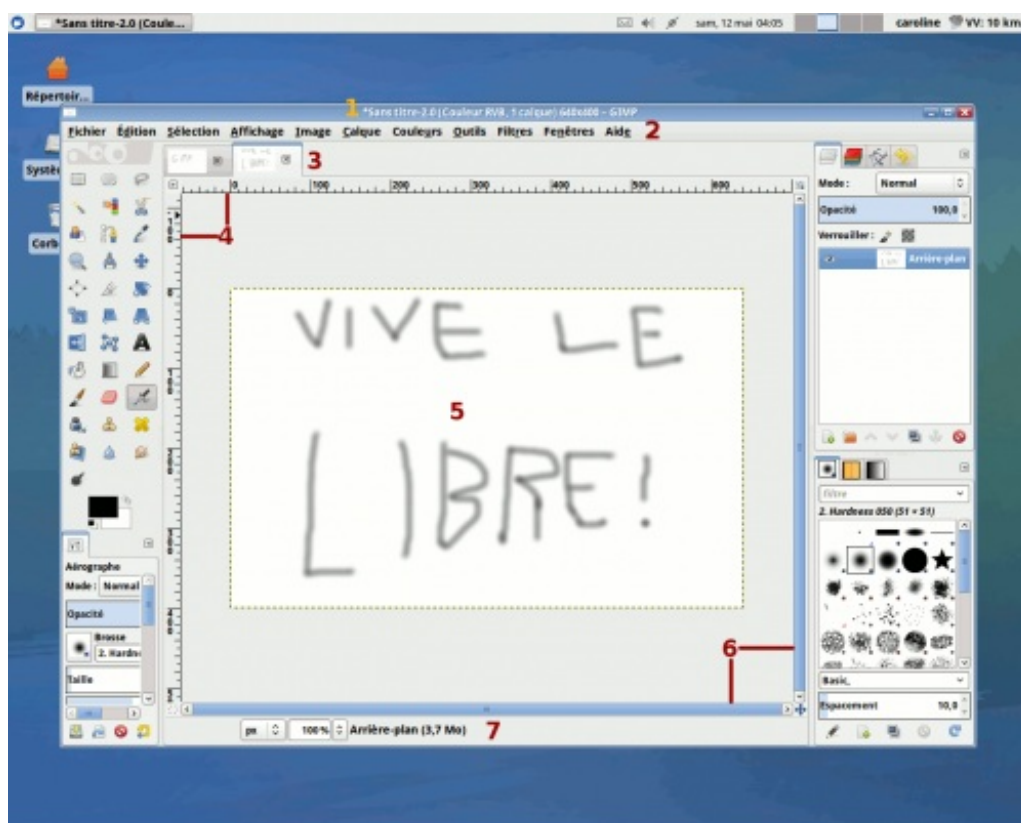 *Sans titre-2.0 (Coule...
sam, 12 mai 04:05
caroline
VV: 10 km
Répertoir...
Systè
Corb
1
*Sans titre-2.0 (Couleur RVB, 1 calque) 640x400 – GIMP
Fichier Édition Sélection Affichage Image Calque Couleurs Outils Filtres Fenêtres Aide 2
3
0 100 200 300 400 500 600
4
VIVE LE
5
LIBRE!
6
Aérographe
Mode : Normal
Opacité
Brosse
2. Hardn
Taille
px 100 % Arrière-plan (3,7 Mo) 7
Mode : Normal
Opacité 100,0
Verrouiller :
Arrière-plan
filtre
2. Hardness 050 (51 × 51)
Basic,
Espacement 10,0